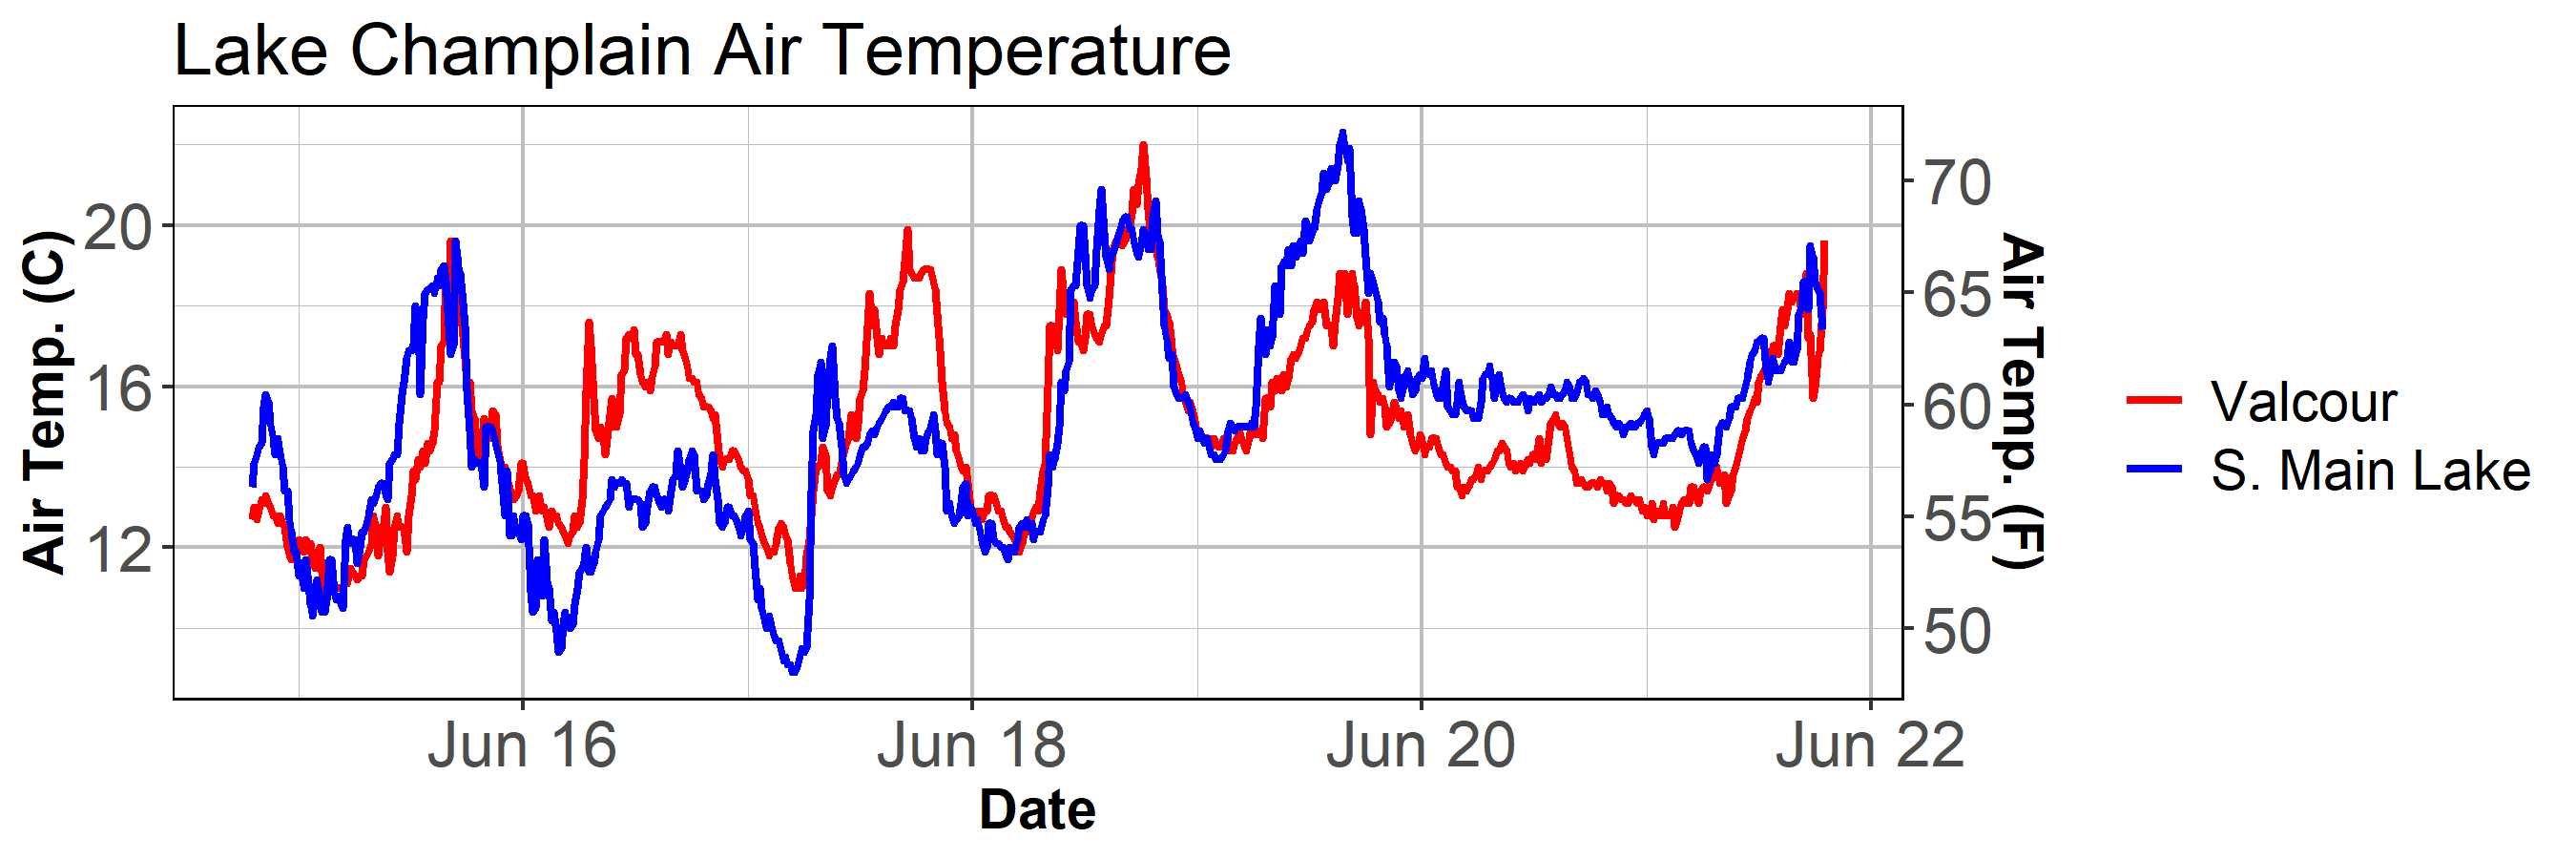 Lake Champlain Air Temperature
Air Temp. (C)
20
16
12
70
65
60
55
50
Air Temp. (F)
Valcour
S. Main Lake
Jun 16
Jun 18
Jun 20
Jun 22
Date